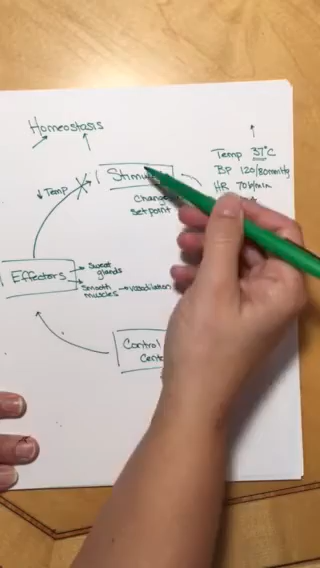 Homeostasis
Temp 37°C
BP 120/80mmHg
HR 70b/min
Stimulus
↓ Temp
Change
set point
Effectors
→ Sweat
glands
→ Smooth
muscles → vasodilation
Control
Cent